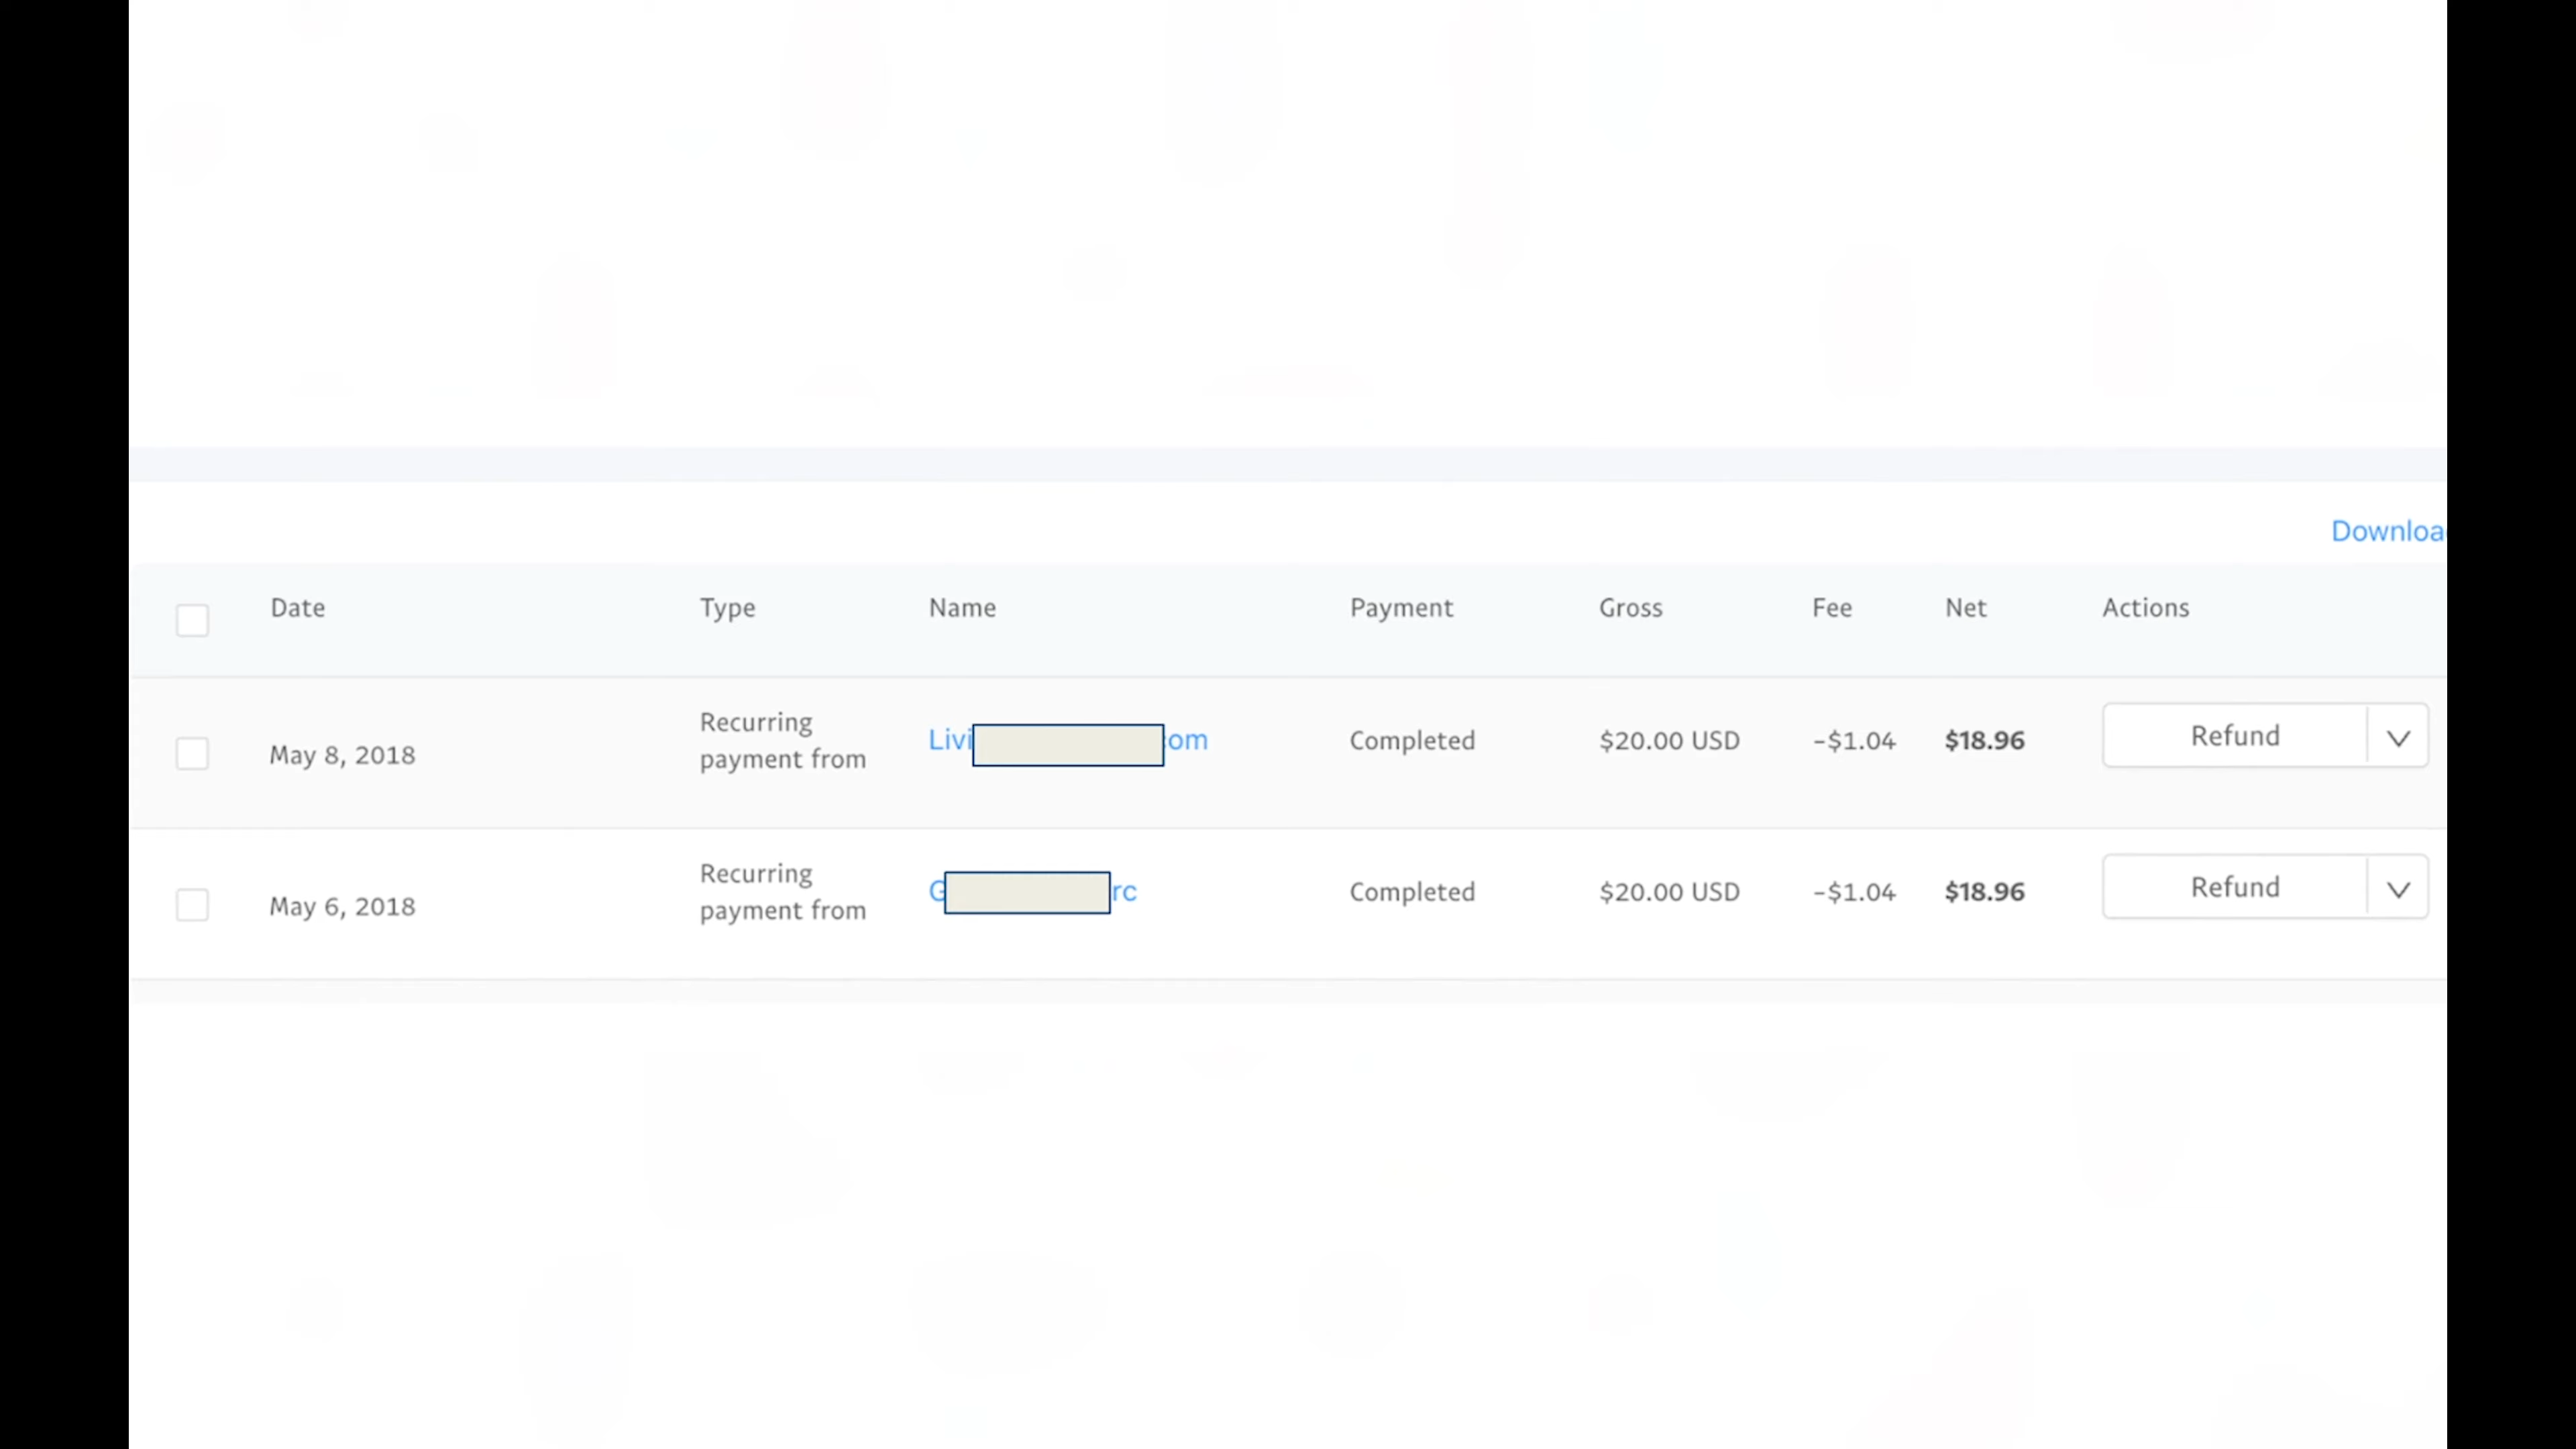 Downloa
Date Type Name Payment Gross Fee Net Actions
May 8, 2018 Recurring payment from Livi om Completed $20.00 USD -$1.04 $18.96 Refund
May 6, 2018 Recurring payment from G rc Completed $20.00 USD -$1.04 $18.96 Refund